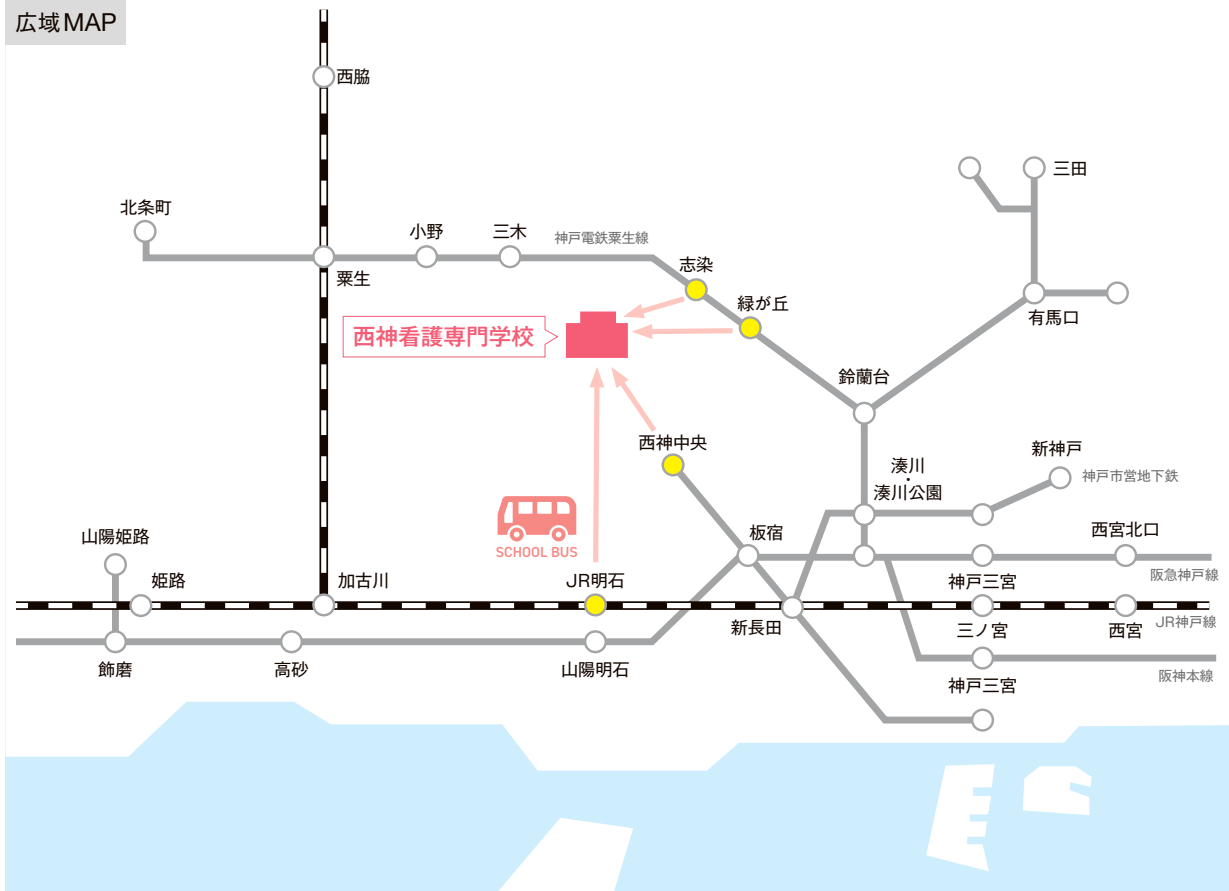 広域MAP
西脇
三田
北条町
小野
三木
神戸電鉄粟生線
志染
粟生
緑が丘
有馬口
西神看護専門学校
鈴蘭台
西神中央
新神戸
湊川
・
湊川公園
神戸市営地下鉄
SCHOOL BUS
山陽姫路
板宿
西宮北口
姫路
加古川
JR明石
神戸三宮
阪急神戸線
新長田
三ノ宮
西宮
JR神戸線
飾磨
高砂
山陽明石
神戸三宮
阪神本線